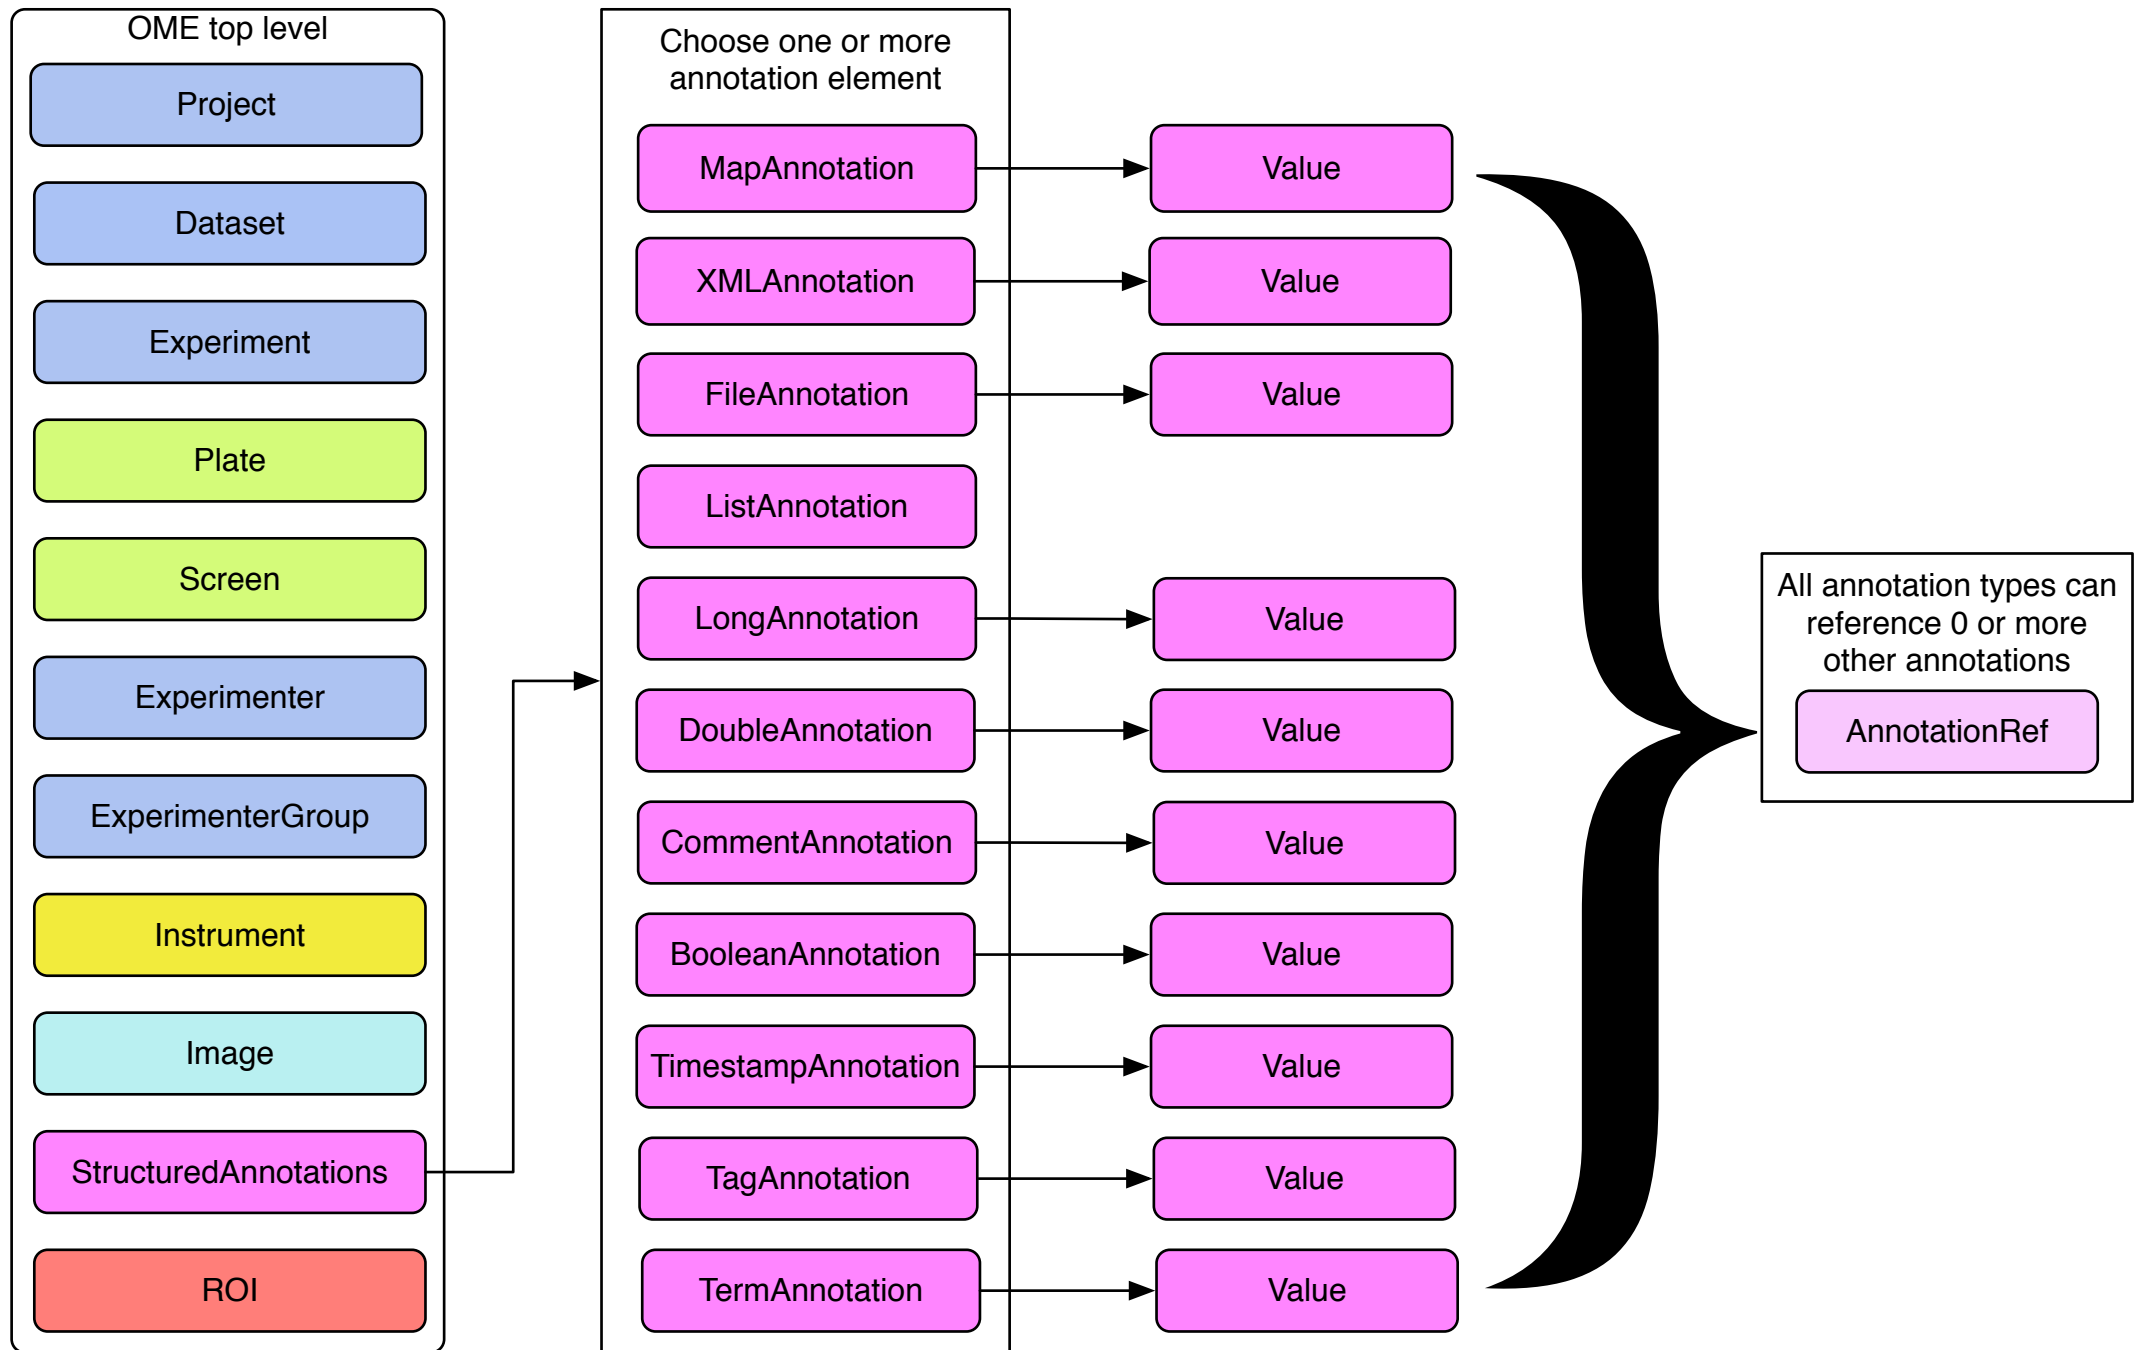 OME top level
Project
Dataset
Experiment
Plate
Screen
Experimenter
ExperimenterGroup
Instrument
Image
StructuredAnnotations
ROI
Choose one or more
annotation element
MapAnnotation
Value
XMLAnnotation
Value
FileAnnotation
Value
ListAnnotation
LongAnnotation
Value
DoubleAnnotation
Value
CommentAnnotation
Value
BooleanAnnotation
Value
TimestampAnnotation
Value
TagAnnotation
Value
TermAnnotation
Value
All annotation types can
reference 0 or more
other annotations
AnnotationRef